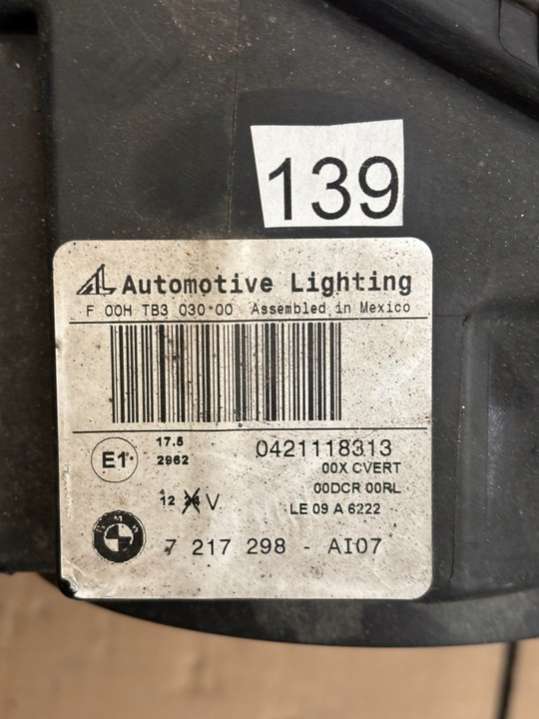 139
AL Automotive Lighting
F 00H TB3 030 00 Assembled in Mexico
E1
17.5
2962
0421118313
00X CVERT
00DCR 00RL
12 V
LE 09 A 6222
7 217 298 - AI07